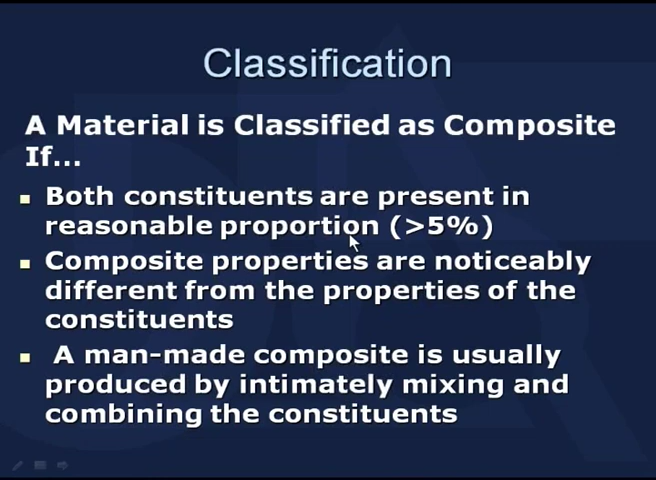 Classification
A Material is Classified as Composite
If...
Both constituents are present in
reasonable proportion (>5%)
Composite properties are noticeably
different from the properties of the
constituents
A man-made composite is usually
produced by intimately mixing and
combining the constituents